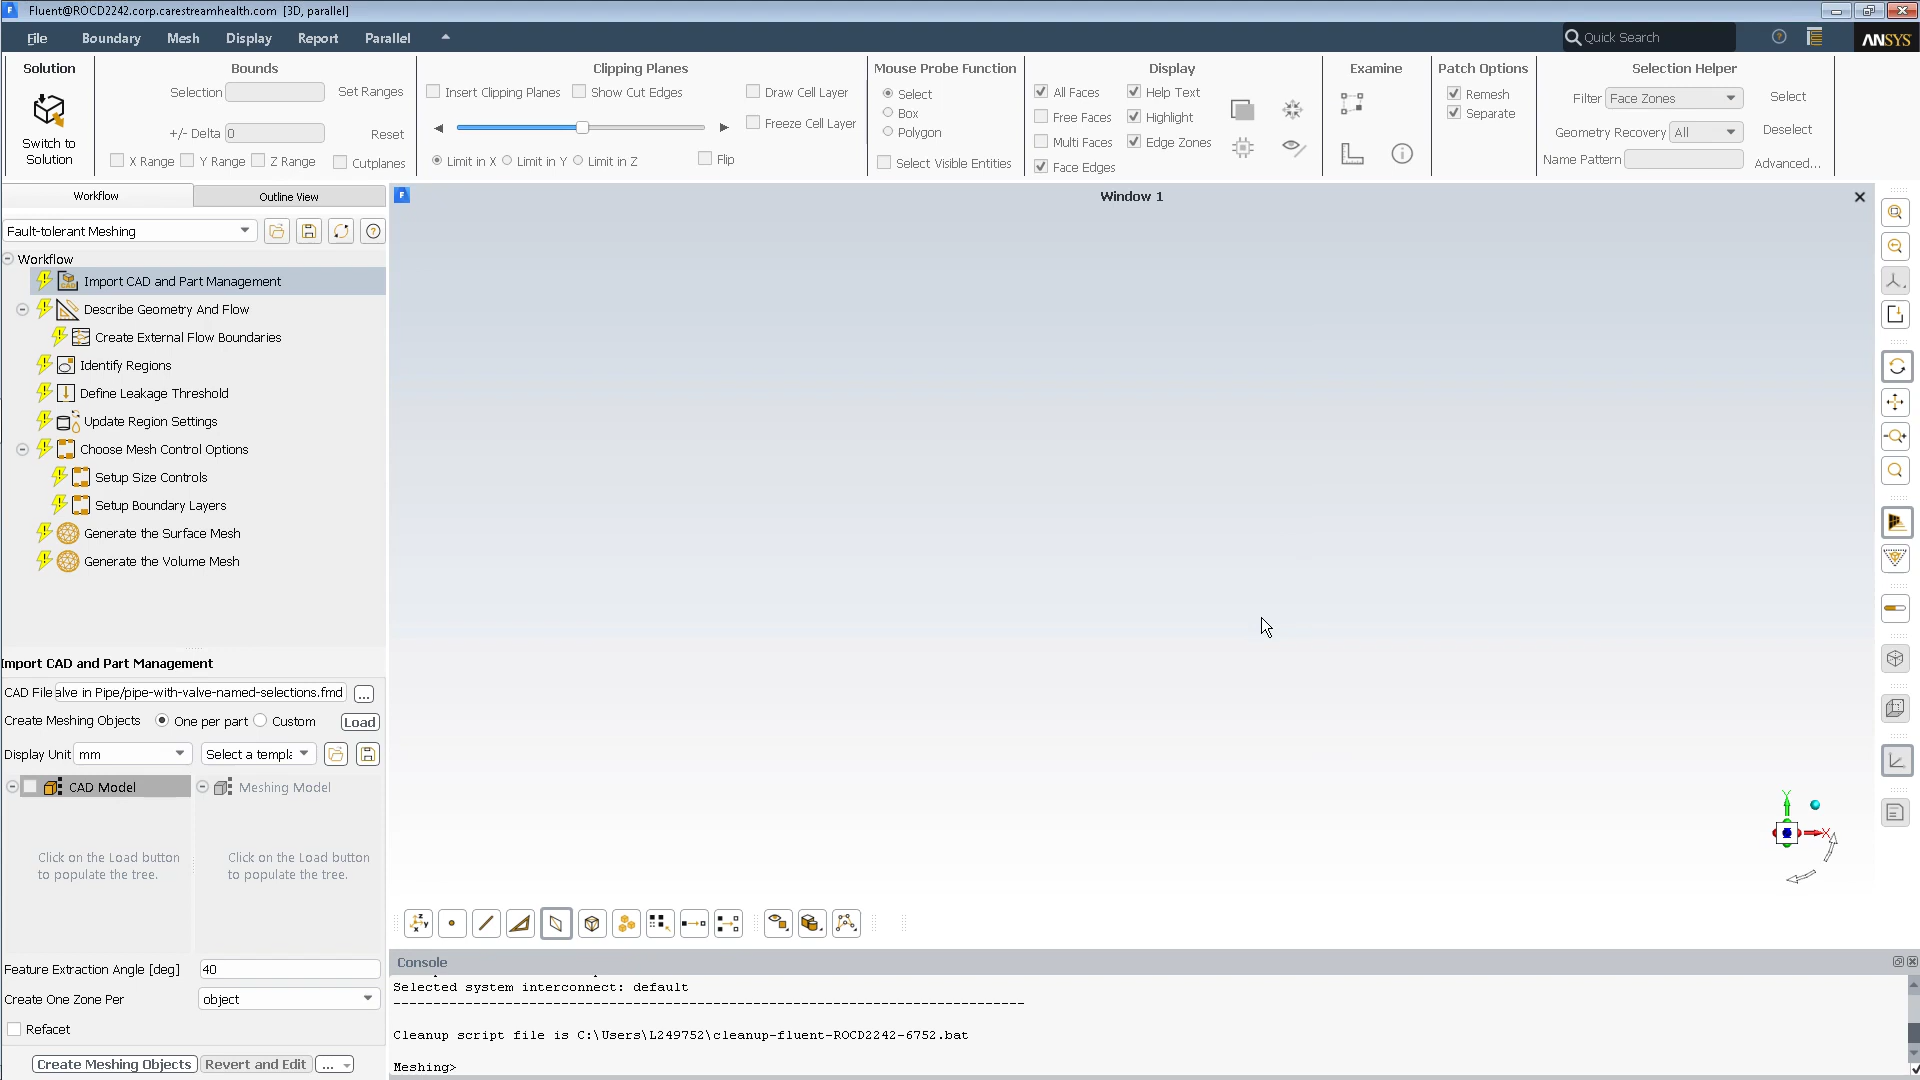 Fluent@ROCD2242.corp.carestreamhealth.com [3D, parallel]
File Boundary Mesh Display Report Parallel
Quick Search
ANSYS
Solution
Switch to
Solution
Bounds
Selection
Set Ranges
+/- Delta 0
Reset
X Range Y Range Z Range Cutplanes
Clipping Planes
Insert Clipping Planes Show Cut Edges Draw Cell Layer
Freeze Cell Layer
Limit in X Limit in Y Limit in Z Flip
Mouse Probe Function
Select
Box
Polygon
Select Visible Entities
Display
All Faces Help Text
Free Faces Highlight
Multi Faces Edge Zones
Face Edges
Examine
Patch Options
Remesh
Separate
Selection Helper
Filter Face Zones Select
Geometry Recovery All Deselect
Name Pattern Advanced...
Workflow Outline View
Fault-tolerant Meshing
Workflow
Import CAD and Part Management
Describe Geometry And Flow
Create External Flow Boundaries
Identify Regions
Define Leakage Threshold
Update Region Settings
Choose Mesh Control Options
Setup Size Controls
Setup Boundary Layers
Generate the Surface Mesh
Generate the Volume Mesh
Import CAD and Part Management
CAD File alve in Pipe/pipe-with-valve-named-selections.fmd ...
Create Meshing Objects One per part Custom Load
Display Unit mm Select a templa
CAD Model Meshing Model
Click on the Load button
to populate the tree.
Click on the Load button
to populate the tree.
Feature Extraction Angle [deg] 40
Create One Zone Per object
Refacet
Create Meshing Objects Revert and Edit ...
Window 1
Y
X
Console
Selected system interconnect: default
-------------------------------------------------------------------------------
Cleanup script file is C:\Users\L249752\cleanup-fluent-ROCD2242-6752.bat
Meshing>